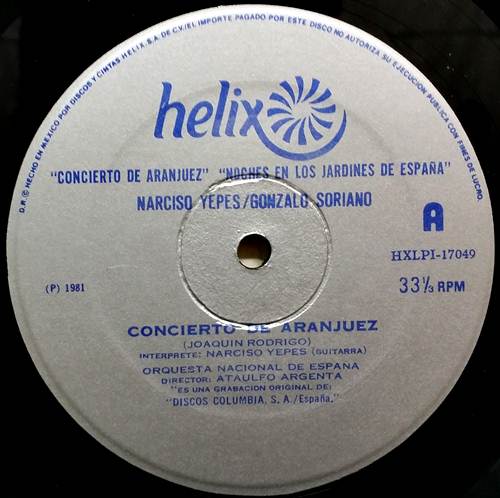 D.R. © HECHO EN MEXICO POR DISCOS Y CINTAS HELIX, S.A. DE C.V./EL IMPORTE PAGADO POR ESTE DISCO NO AUTORIZA SU EJECUCION PUBLICA CON FINES DE LUCRO.
helix
"CONCIERTO DE ARANJUEZ" "NOCHES EN LOS JARDINES DE ESPAÑA"
NARCISO YEPES/GONZALO SORIANO
A
HXLPI-17049
(P) 1981
33⅓ RPM
CONCIERTO DE ARANJUEZ
(JOAQUIN RODRIGO)
INTERPRETE: NARCISO YEPES (GUITARRA)
ORQUESTA NACIONAL DE ESPAÑA
DIRECTOR: ATAULFO ARGENTA
"ES UNA GRABACION ORIGINAL DE:
"DISCOS COLUMBIA, S. A./España."